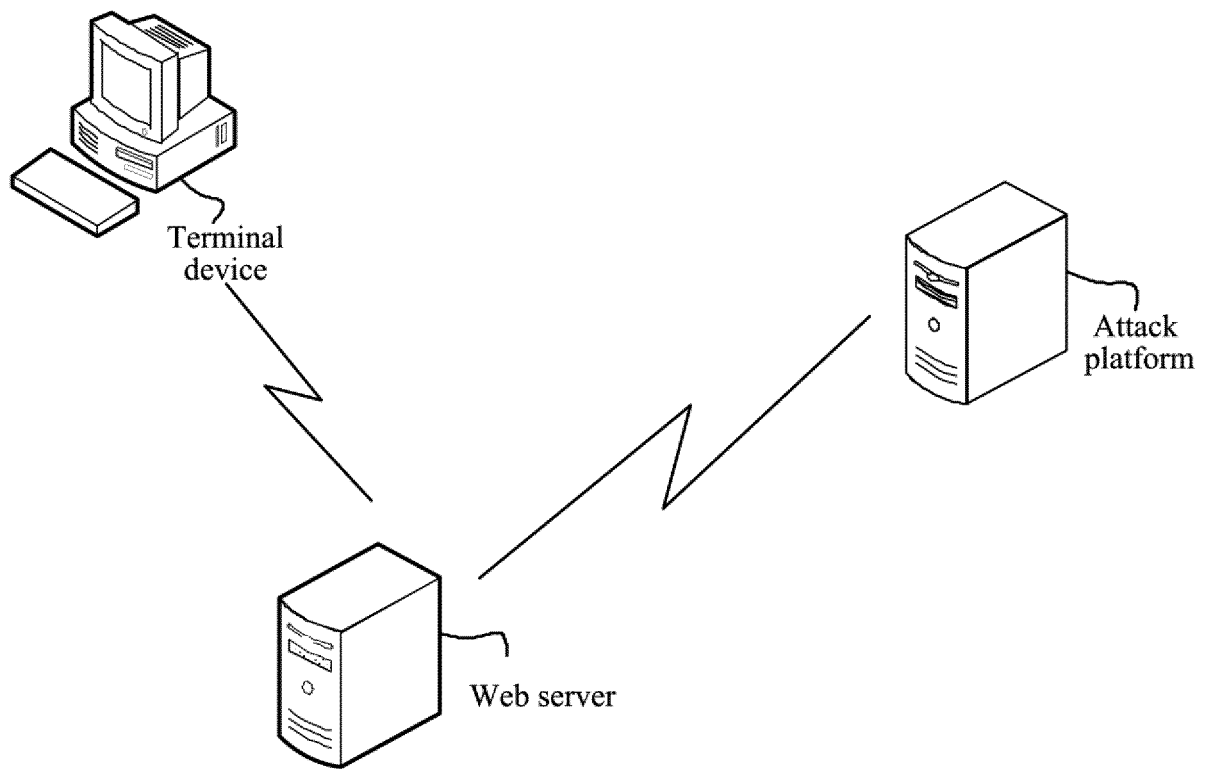 Terminal
device
Attack
platform
Web server